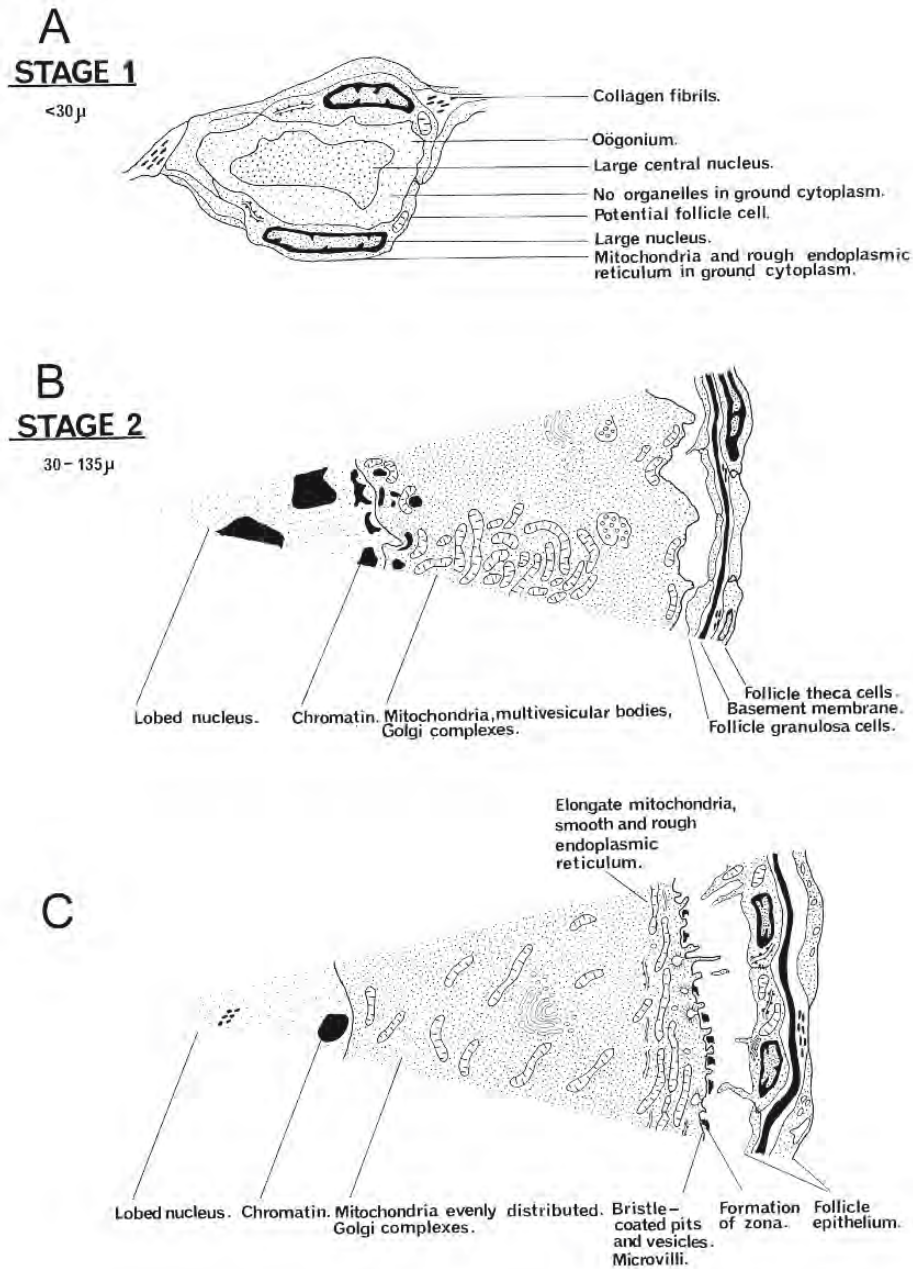 A
STAGE 1
<30µ
Collagen fibrils.
Oögonium.
Large central nucleus.
No organelles in ground cytoplasm.
Potential follicle cell.
Large nucleus.
Mitochondria and rough endoplasmic
reticulum in ground cytoplasm.
B
STAGE 2
30-135µ
Follicle theca cells.
Basement membrane.
Follicle granulosa cells.
Lobed nucleus.
Chromatin.
Mitochondria, multivesicular bodies,
Golgi complexes.
Elongate mitochondria,
smooth and rough
endoplasmic
reticulum.
C
Lobed nucleus.
Chromatin.
Mitochondria evenly distributed.
Golgi complexes.
Bristle-
coated pits
and vesicles.
Microvilli.
Formation
of zona.
Follicle
epithelium.